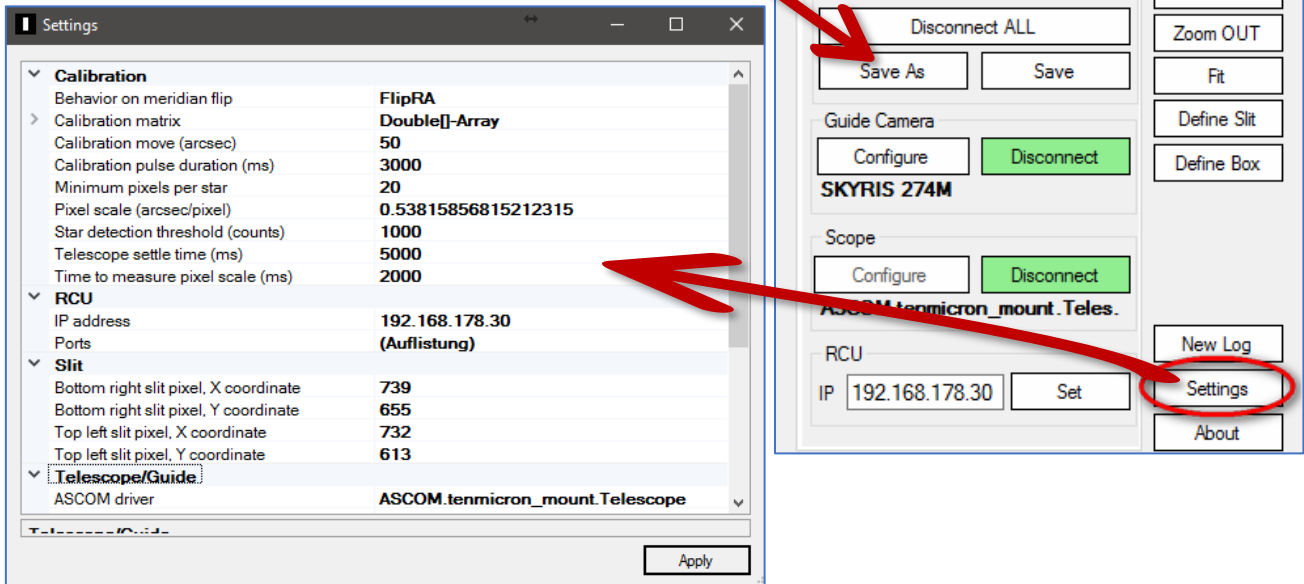 Settings
Calibration
Behavior on meridian flip FlipRA
Calibration matrix Double[]-Array
Calibration move (arcsec) 50
Calibration pulse duration (ms) 3000
Minimum pixels per star 20
Pixel scale (arcsec/pixel) 0.53815856815212315
Star detection threshold (counts) 1000
Telescope settle time (ms) 5000
Time to measure pixel scale (ms) 2000
RCU
IP address 192.168.178.30
Ports (Auflistung)
Slit
Bottom right slit pixel, X coordinate 739
Bottom right slit pixel, Y coordinate 655
Top left slit pixel, X coordinate 732
Top left slit pixel, Y coordinate 613
Telescope/Guide
ASCOM driver ASCOM.tenmicron_mount.Telescope
Telescope/Guide
Apply
Disconnect ALL
Save As Save
Guide Camera
Configure Disconnect
SKYRIS 274M
Scope
Configure Disconnect
ASCOM.tenmicron_mount.Teles.
RCU
IP 192.168.178.30 Set
Zoom OUT
Fit
Define Slit
Define Box
New Log
Settings
About